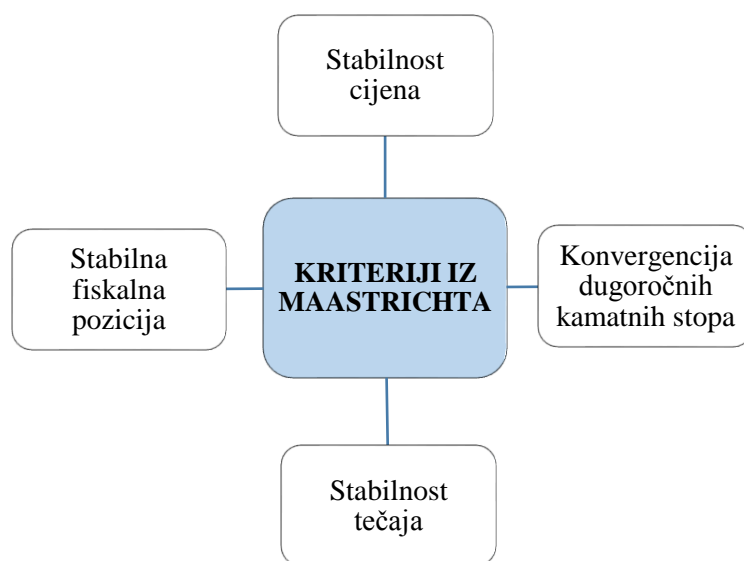 Stabilnost
cijena
Stabilna
fiskalna
pozicija
KRITERIJI IZ
MAASTRICHTA
Konvergencija
dugoročnih
kamatnih stopa
Stabilnost
tečaja